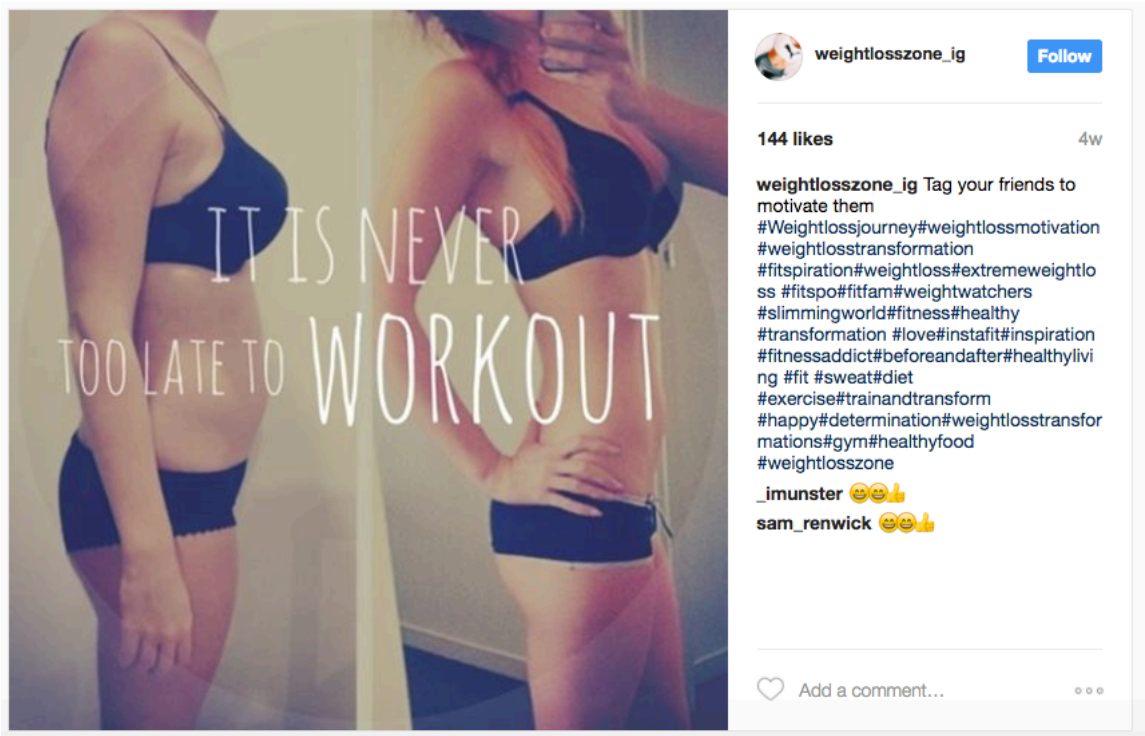 IT IS NEVER
TOO LATE TO WORKOUT
weightlosszone_ig
Follow
144 likes
4w
weightlosszone_ig Tag your friends to
motivate them
#Weightlossjourney#weightlossmotivation
#weightlosstransformation
#fitspiration#weightloss#extremeweightlo
ss #fitspo#fitfam#weightwatchers
#slimmingworld#fitness#healthy
#transformation #love#instafit#inspiration
#fitnessaddict#beforeandafter#healthylivi
ng #fit #sweat#diet
#exercise#trainandtransform
#happy#determination#weightlosstransfor
mations#gym#healthyfood
#weightlosszone
_imunster 😄😄👍
sam_renwick 😄😄👍
Add a comment...